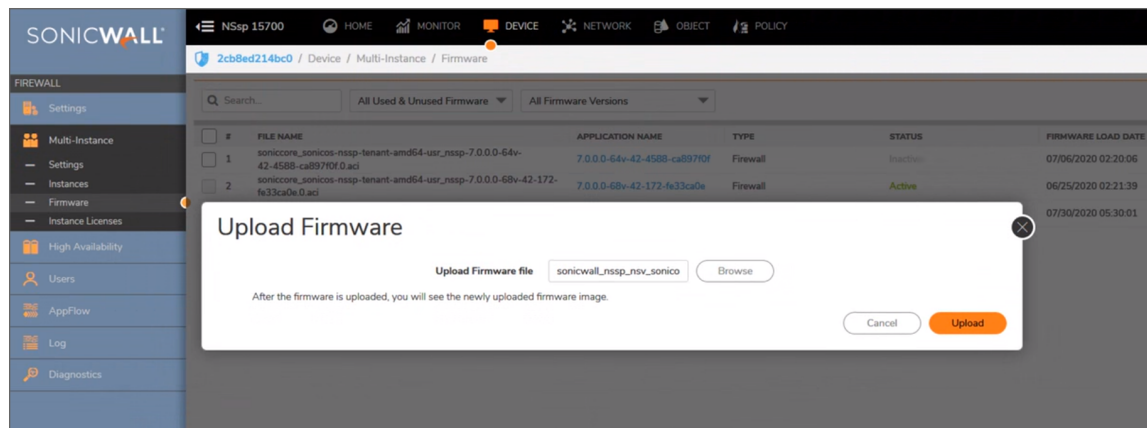 SONICWALL
NSsp 15700 HOME MONITOR DEVICE NETWORK OBJECT POLICY
2cb8ed214bc0 / Device / Multi-Instance / Firmware
FIREWALL
Settings
Multi-Instance
Settings
Instances
Firmware
Instance Licenses
High Availability
Users
AppFlow
Log
Diagnostics
Search... All Used & Unused Firmware All Firmware Versions
# FILE NAME APPLICATION NAME TYPE STATUS FIRMWARE LOAD DATE
1 soniccore_sonicos-nssp-tenant-amd64-usr_nssp-7.0.0.0-64v-
42-4588-ca897f0f.0.aci 7.0.0.0-64v-42-4588-ca897f0f Firewall Inactive 07/06/2020 02:20:06
2 soniccore_sonicos-nssp-tenant-amd64-usr_nssp-7.0.0.0-68v-42-172-
fe33ca0e.0.aci 7.0.0.0-68v-42-172-fe33ca0e Firewall Active 06/25/2020 02:21:39
07/30/2020 05:30:01
Upload Firmware
Upload Firmware file sonicwall_nssp_nsv_sonico Browse
After the firmware is uploaded, you will see the newly uploaded firmware image.
Cancel Upload